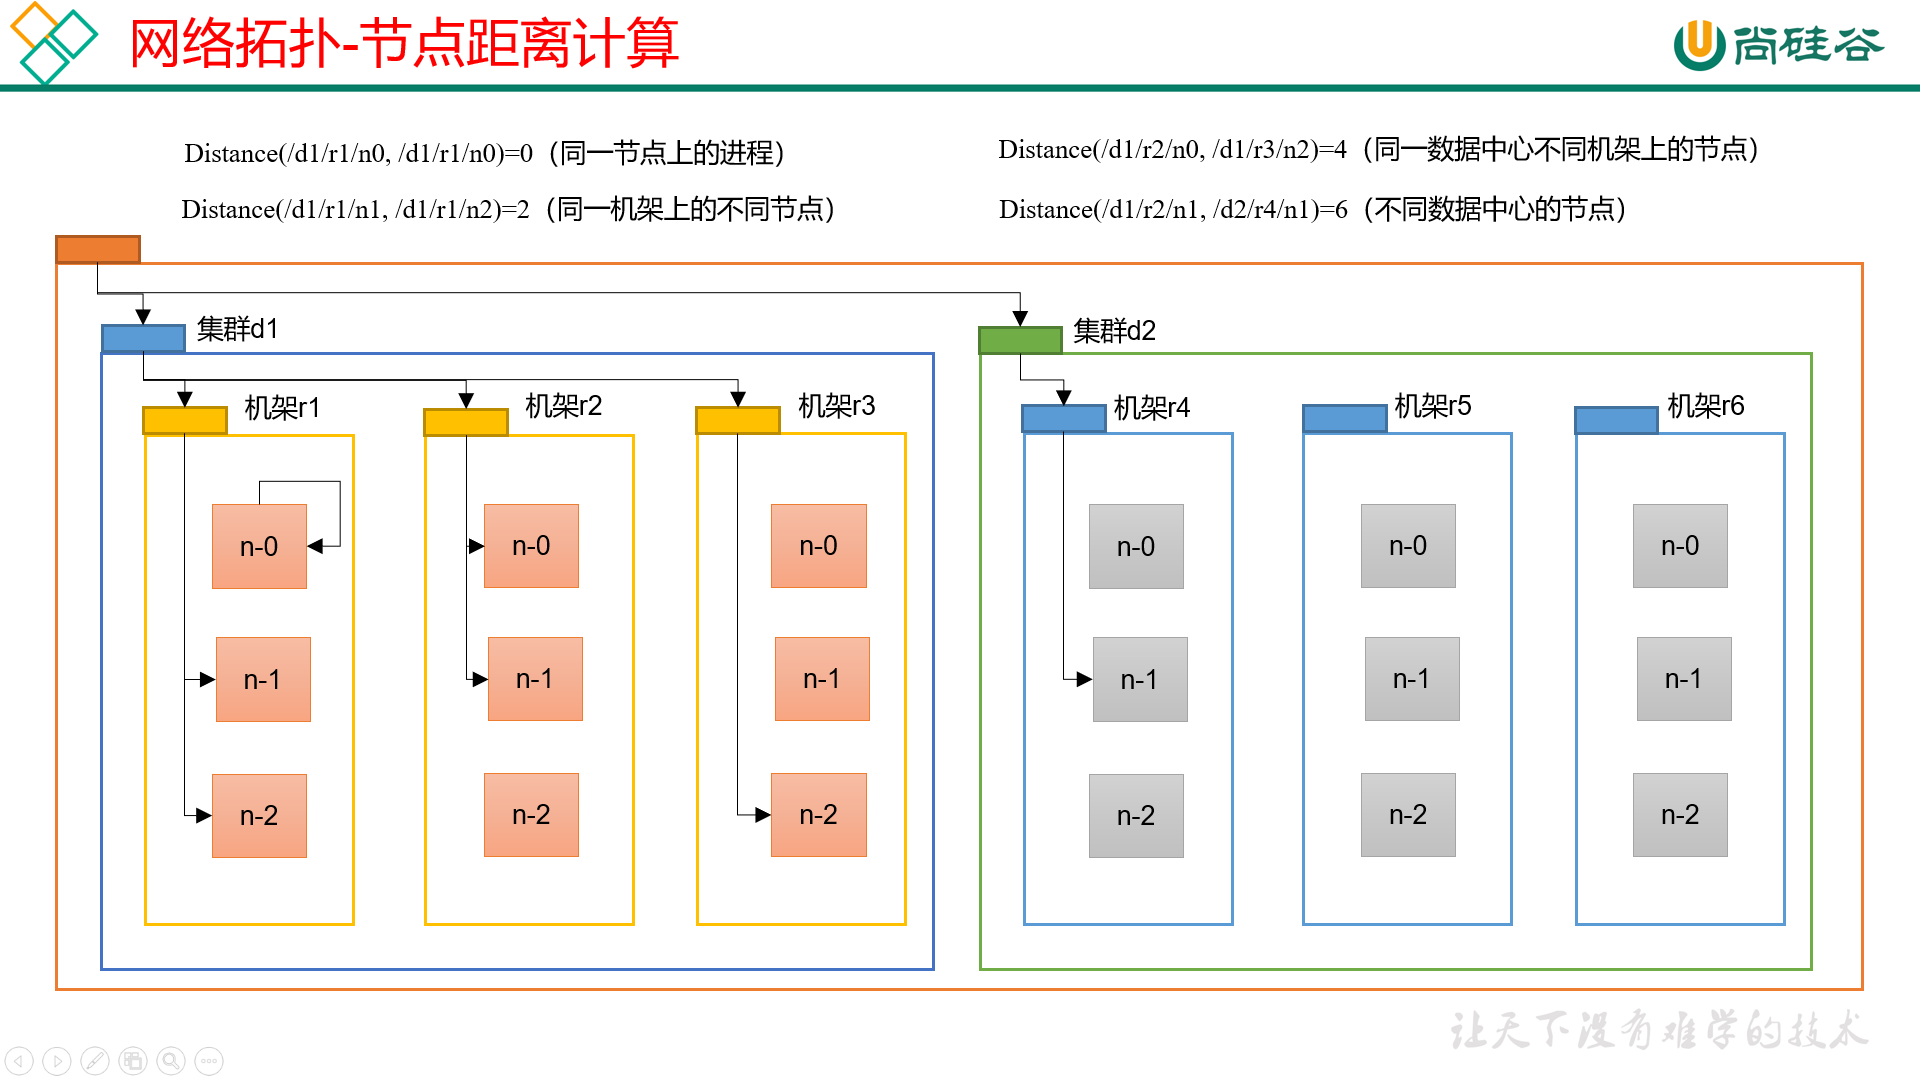 网络拓扑-节点距离计算
尚硅谷
Distance(/d1/r1/n0, /d1/r1/n0)=0（同一节点上的进程）
Distance(/d1/r1/n1, /d1/r1/n2)=2（同一机架上的不同节点）
Distance(/d1/r2/n0, /d1/r3/n2)=4（同一数据中心不同机架上的节点）
Distance(/d1/r2/n1, /d2/r4/n1)=6（不同数据中心的节点）
集群d1
机架r1
n-0
n-1
n-2
机架r2
n-0
n-1
n-2
机架r3
n-0
n-1
n-2
集群d2
机架r4
n-0
n-1
n-2
机架r5
n-0
n-1
n-2
机架r6
n-0
n-1
n-2
让天下没有难学的技术